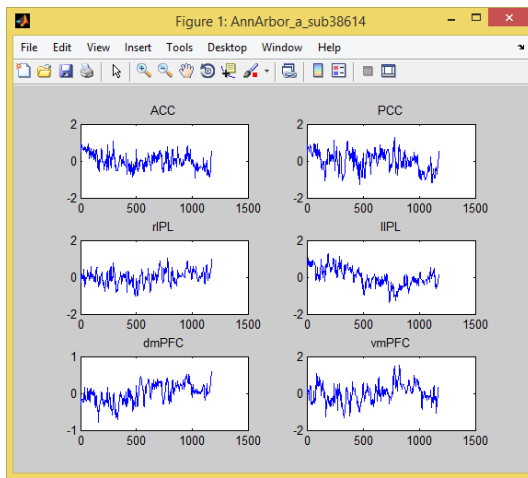 Figure 1: AnnArbor_a_sub38614
File Edit View Insert Tools Desktop Window Help
ACC PCC
2 2
0 0
-2 -2
0 500 1000 1500 0 500 1000 1500
rIPL lIPL
2 2
0 0
-2 -2
0 500 1000 1500 0 500 1000 1500
dmPFC vmPFC
1 2
0 0
-1 -2
0 500 1000 1500 0 500 1000 1500